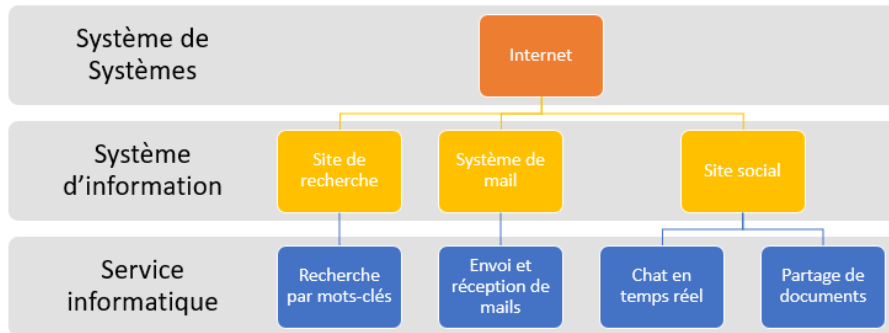 Système de
Systèmes
Internet
Système
d'information
Site de
recherche
Système de
mail
Site social
Service
informatique
Recherche
par mots-clés
Envoi et
réception de
mails
Chat en
temps réel
Partage de
documents